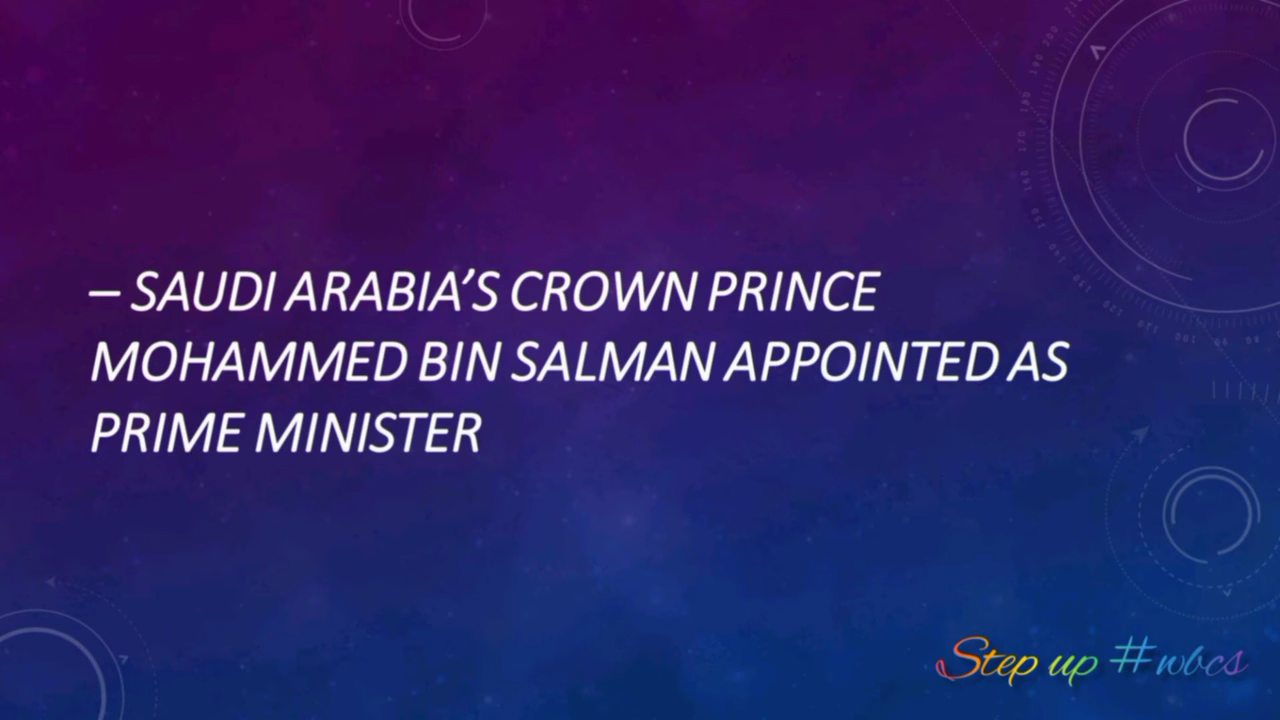 – SAUDI ARABIA’S CROWN PRINCE
MOHAMMED BIN SALMAN APPOINTED AS
PRIME MINISTER
Step up #wbcs